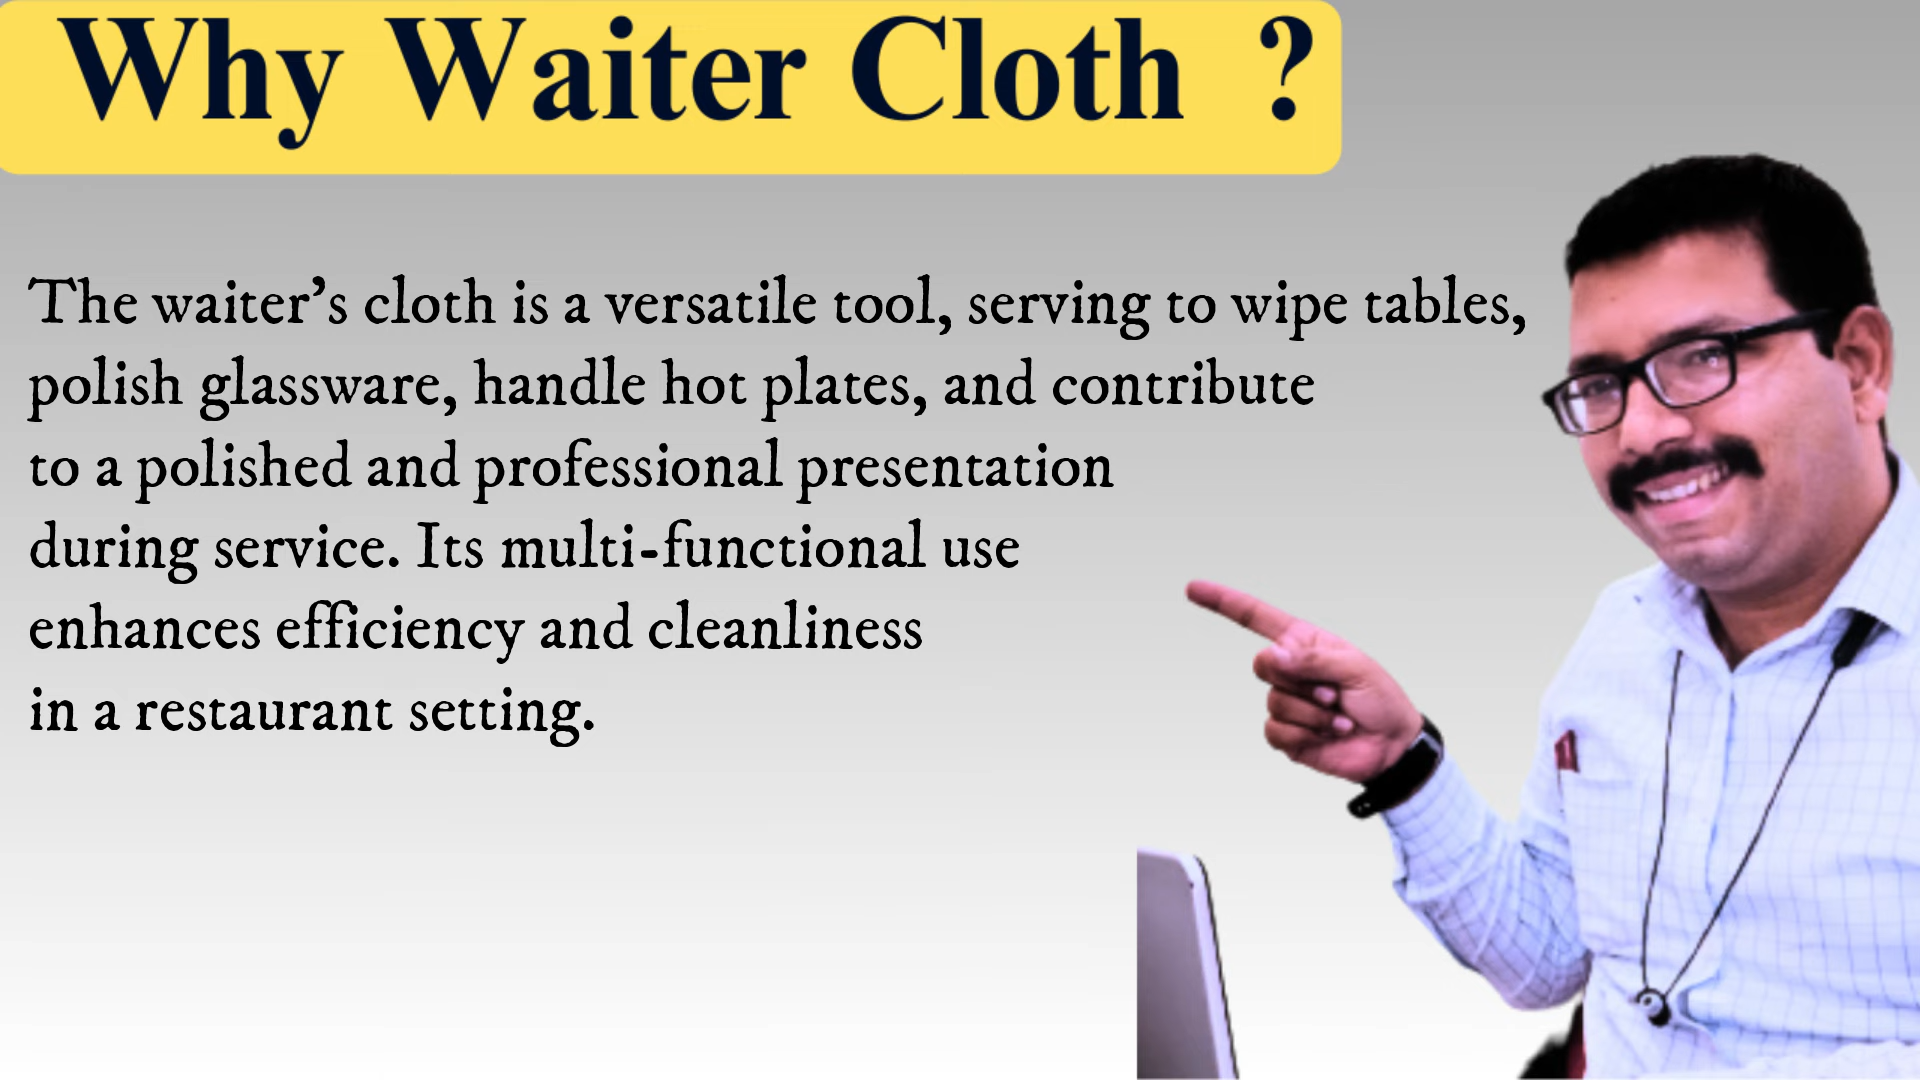 Why Waiter Cloth ?
The waiter's cloth is a versatile tool, serving to wipe tables,
polish glassware, handle hot plates, and contribute
to a polished and professional presentation
during service. Its multi-functional use
enhances efficiency and cleanliness
in a restaurant setting.